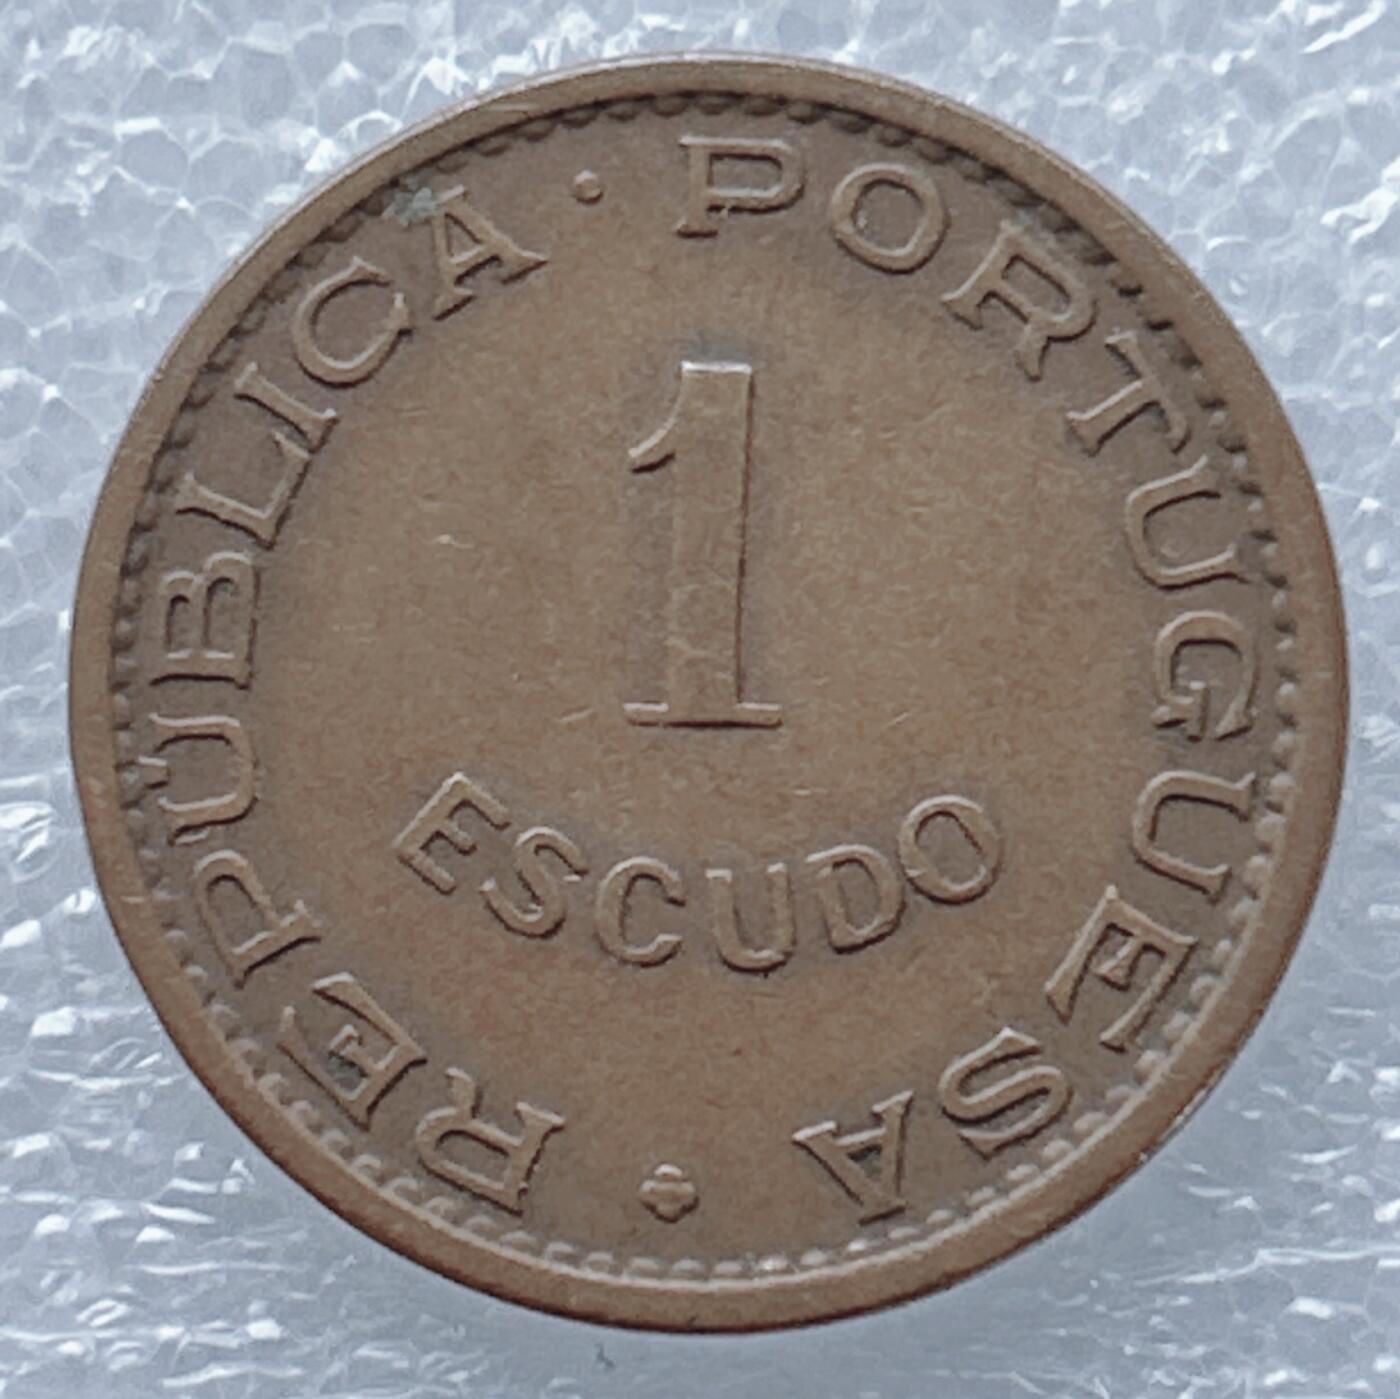 REPÚBLICA · PORTUGUESA
1
ESCUDO